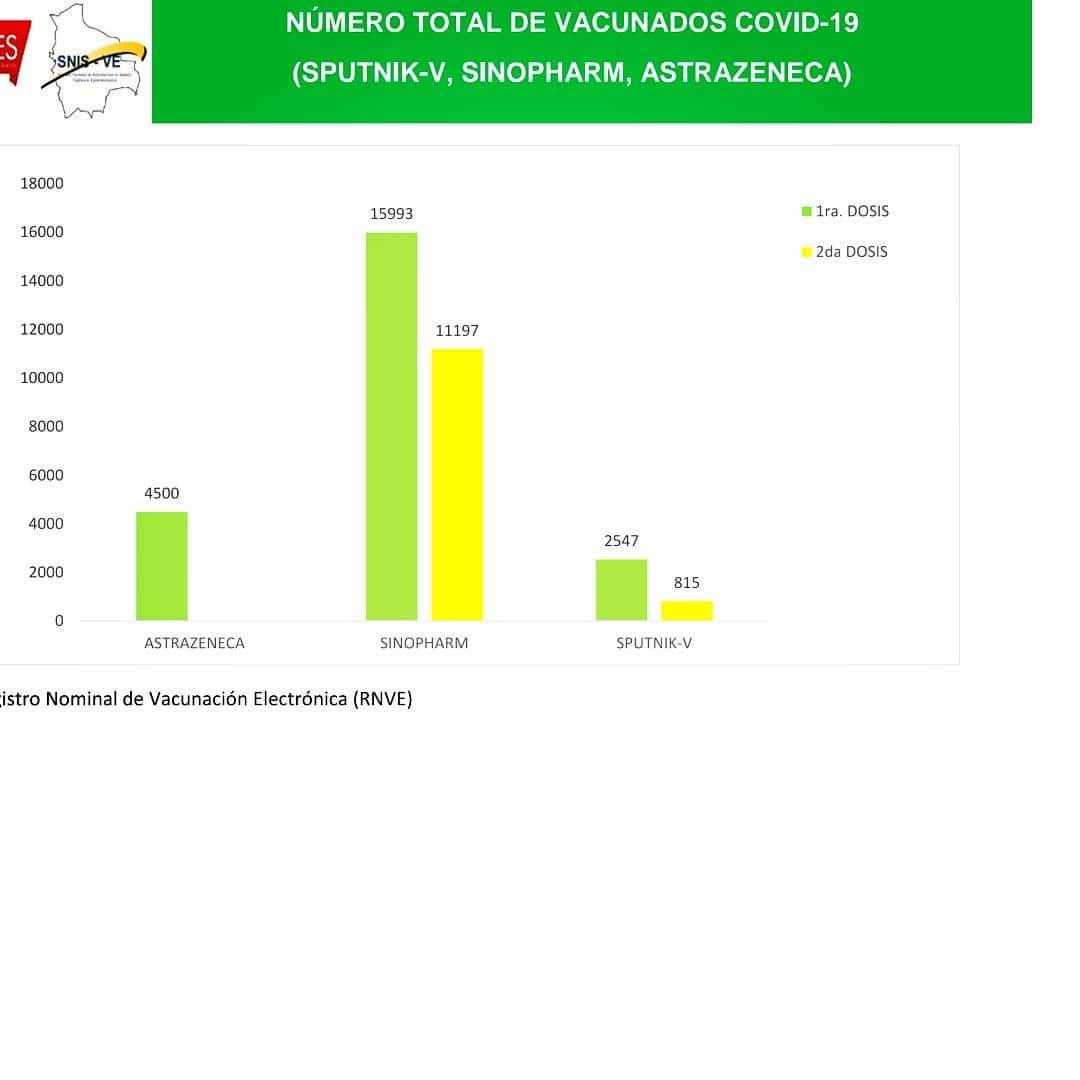 ES
SNIS - VE
NÚMERO TOTAL DE VACUNADOS COVID-19
(SPUTNIK-V, SINOPHARM, ASTRAZENECA)
18000
16000
14000
12000
10000
8000
6000
4000
2000
0
4500
15993
11197
2547
815
ASTRAZENECA
SINOPHARM
SPUTNIK-V
1ra. DOSIS
2da DOSIS
gistro Nominal de Vacunación Electrónica (RNVE)